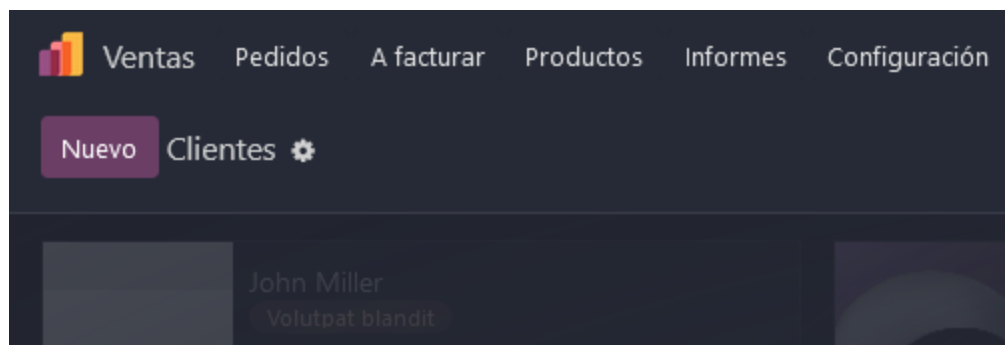 Ventas Pedidos A facturar Productos Informes Configuración
Nuevo Clientes
John Miller
Volutpat blandit